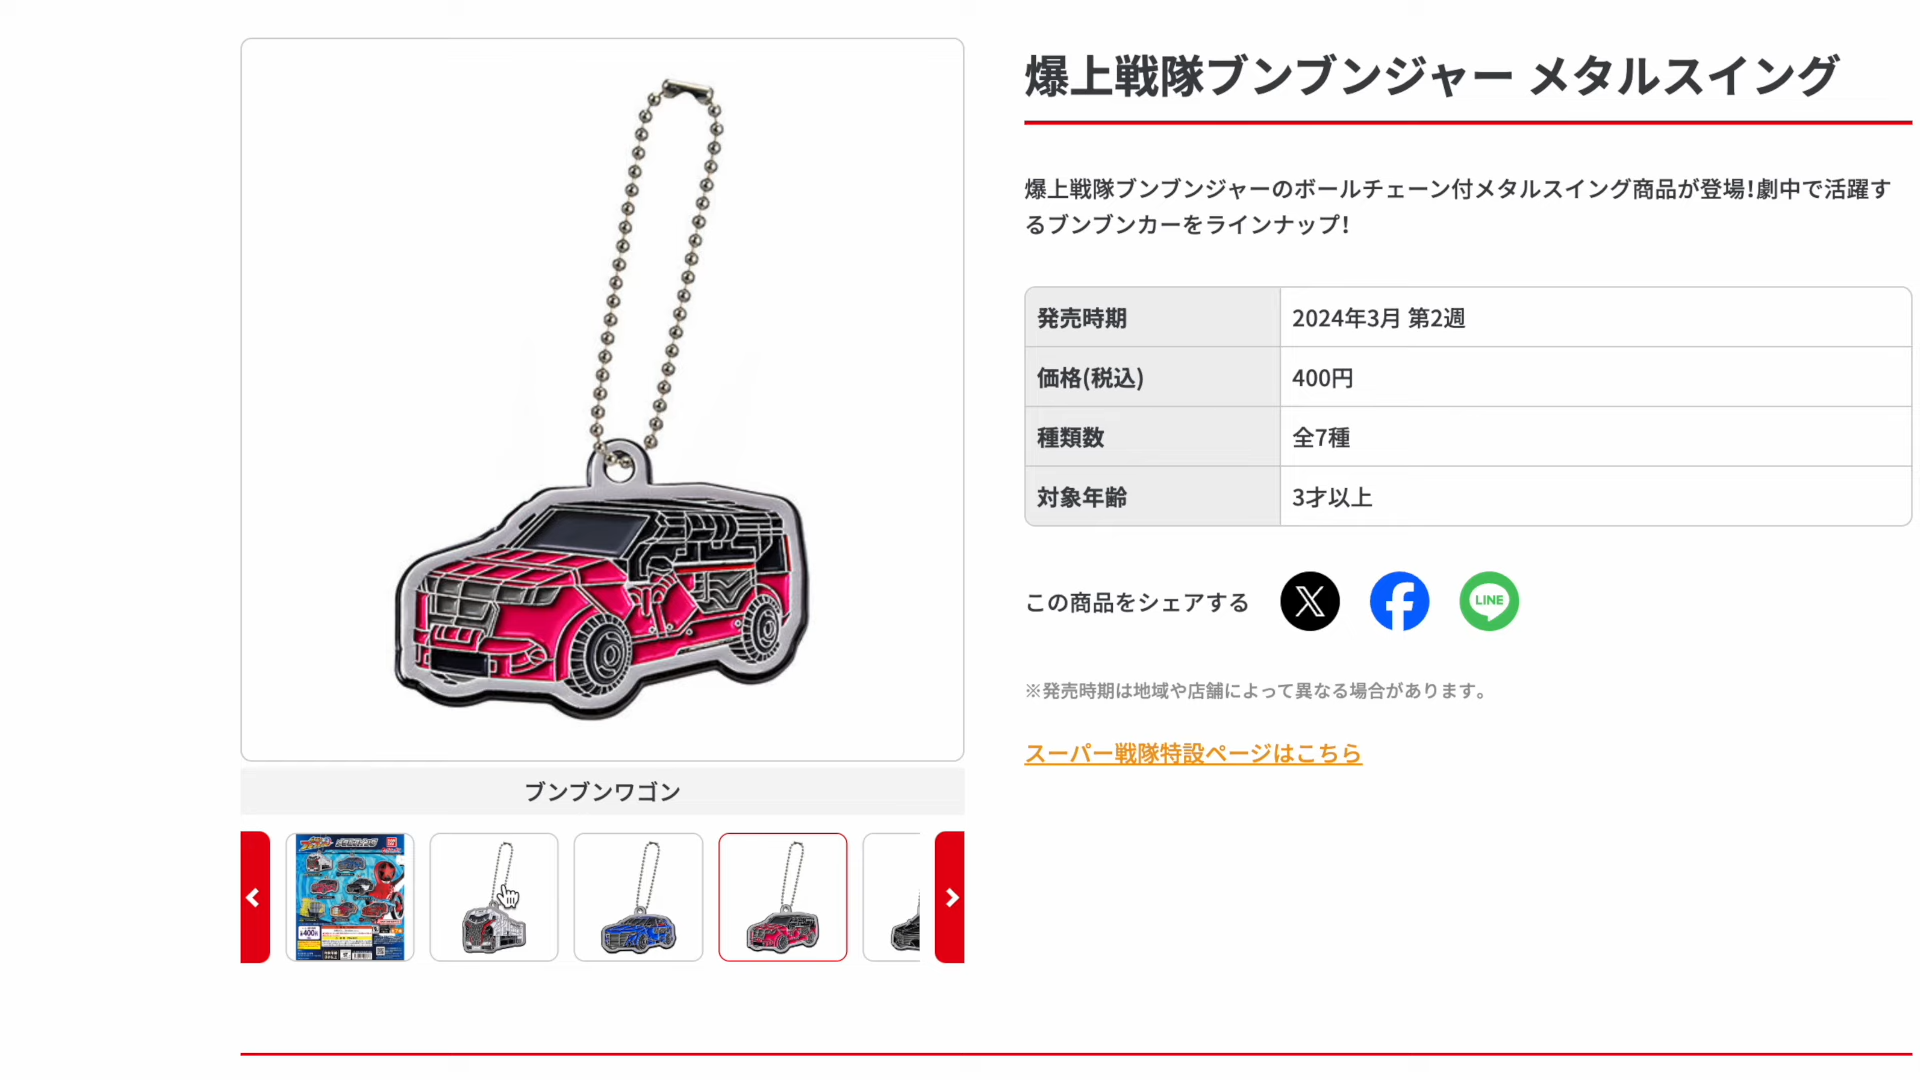 爆上戦隊ブンブンジャー メタルスイング
爆上戦隊ブンブンジャーのボールチェーン付メタルスイング商品が登場!劇中で活躍す
るブンブンカーをラインナップ!
発売時期 2024年3月 第2週
価格(税込) 400円
種類数 全7種
対象年齢 3才以上
この商品をシェアする
LINE
※発売時期は地域や店舗によって異なる場合があります。
スーパー戦隊特設ページはこちら
ブンブンワゴン